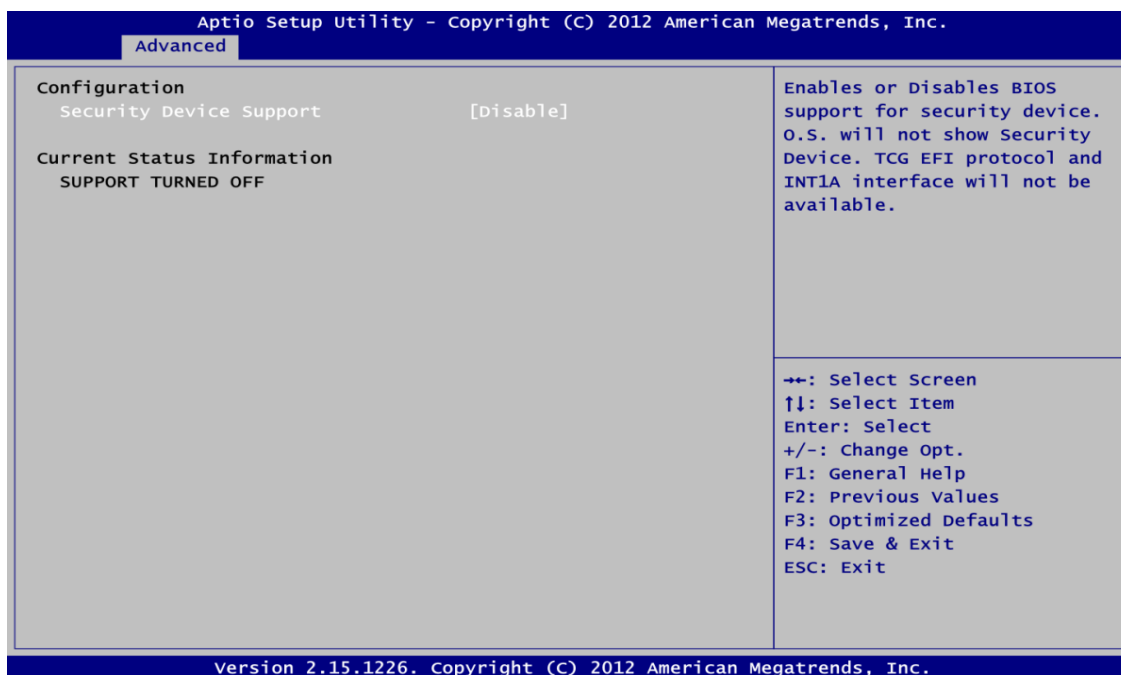 Aptio Setup Utility – Copyright (C) 2012 American Megatrends, Inc.
Advanced
Configuration
Security Device Support [Disable]
Current Status Information
SUPPORT TURNED OFF
Enables or Disables BIOS
support for security device.
O.S. will not show Security
Device. TCG EFI protocol and
INT1A interface will not be
available.
→←: Select Screen
↑↓: Select Item
Enter: Select
+/-: Change Opt.
F1: General Help
F2: Previous Values
F3: Optimized Defaults
F4: Save & Exit
ESC: Exit
Version 2.15.1226. Copyright (C) 2012 American Megatrends, Inc.